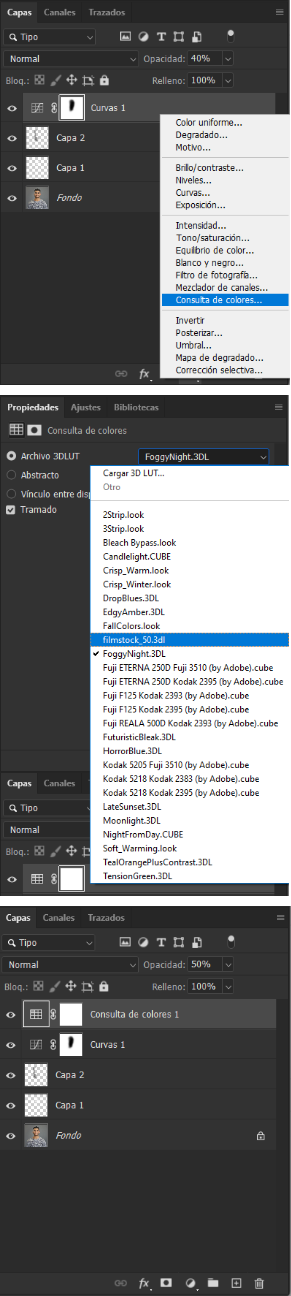 Capas Canales Trazados
Tipo
Normal Opacidad: 40%
Bloq.: Relleno: 100%
Curvas 1
Capa 2
Capa 1
Fondo
Color uniforme...
Degradado...
Motivo...
Brillo/contraste...
Niveles...
Curvas...
Exposición...
Intensidad...
Tono/saturación...
Equilibrio de color...
Blanco y negro...
Filtro de fotografía...
Mezclador de canales...
Consulta de colores...
Invertir
Posterizar...
Umbral...
Mapa de degradado...
Corrección selectiva...
fx
Propiedades Ajustes Bibliotecas
Consulta de colores
Archivo 3DLUT FoggyNight.3DL
Abstracto
Vínculo entre disp
Tramado
Cargar 3D LUT...
Otro
2Strip.look
3Strip.look
Bleach Bypass.look
Candlelight.CUBE
Crisp_Warm.look
Crisp_Winter.look
DropBlues.3DL
EdgyAmber.3DL
FallColors.look
filmstock_50.3dl
FoggyNight.3DL
Fuji ETERNA 250D Fuji 3510 (by Adobe).cube
Fuji ETERNA 250D Kodak 2395 (by Adobe).cube
Fuji F125 Kodak 2393 (by Adobe).cube
Fuji F125 Kodak 2395 (by Adobe).cube
Fuji REALA 500D Kodak 2393 (by Adobe).cube
FuturisticBleak.3DL
HorrorBlue.3DL
Kodak 5205 Fuji 3510 (by Adobe).cube
Kodak 5218 Kodak 2383 (by Adobe).cube
Kodak 5218 Kodak 2395 (by Adobe).cube
LateSunset.3DL
Moonlight.3DL
NightFromDay.CUBE
Soft_Warming.look
TealOrangePlusContrast.3DL
TensionGreen.3DL
Capas Canales
Tipo
Normal
Bloq.:
Capas Canales Trazados
Tipo
Normal Opacidad: 50%
Bloq.: Relleno: 100%
Consulta de colores 1
Curvas 1
Capa 2
Capa 1
Fondo
fx